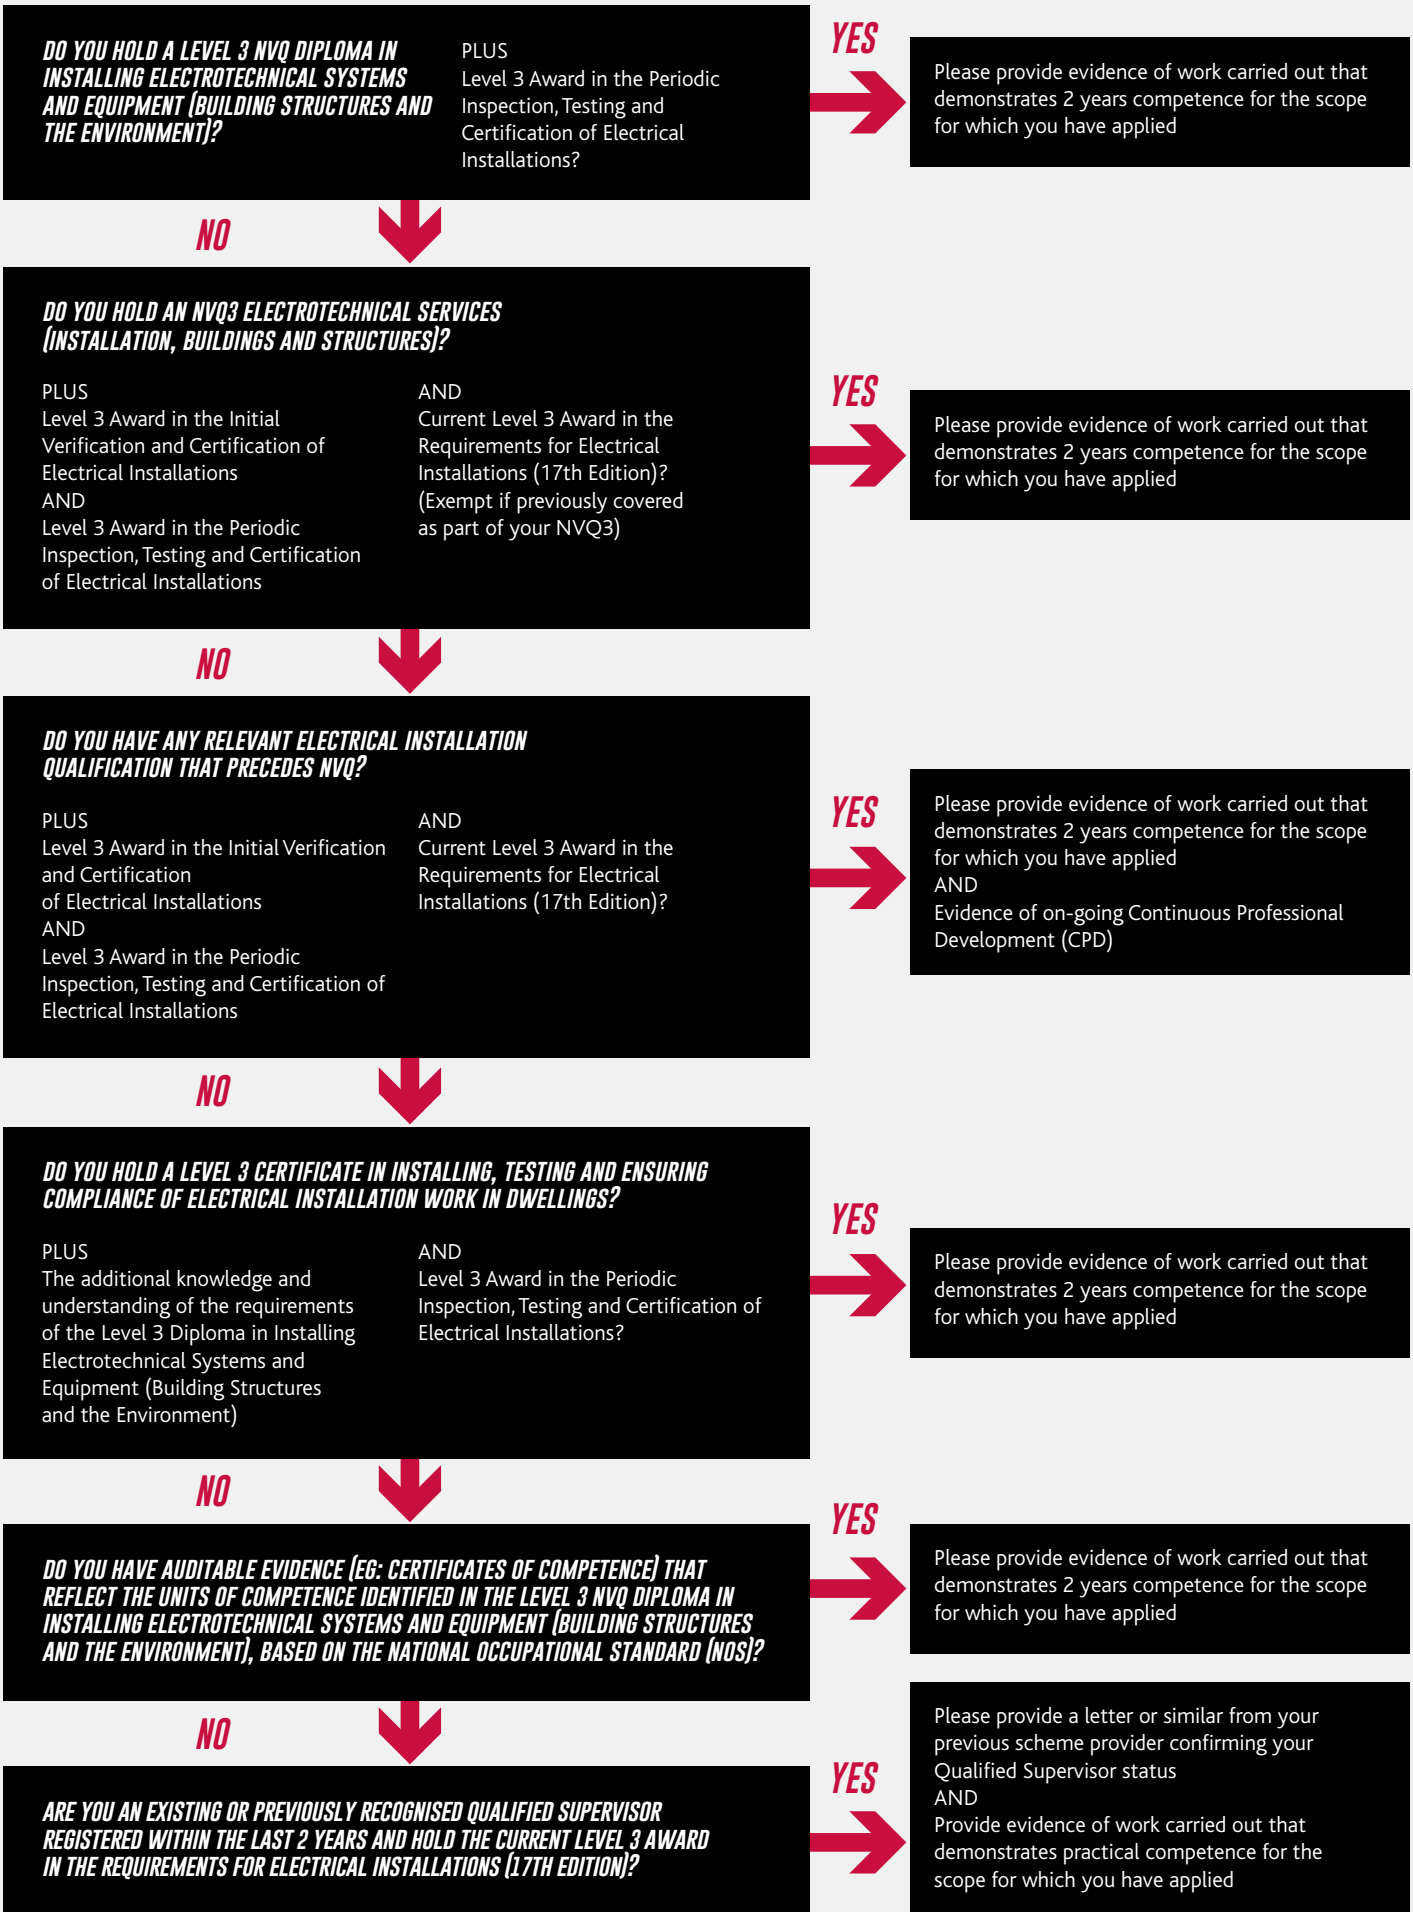 DO YOU HOLD A LEVEL 3 NVQ DIPLOMA IN
INSTALLING ELECTROTECHNICAL SYSTEMS
AND EQUIPMENT (BUILDING STRUCTURES AND
THE ENVIRONMENT)?
PLUS
Level 3 Award in the Periodic
Inspection, Testing and
Certification of Electrical
Installations?
YES
Please provide evidence of work carried out that
demonstrates 2 years competence for the scope
for which you have applied
NO
DO YOU HOLD AN NVQ3 ELECTROTECHNICAL SERVICES
(INSTALLATION, BUILDINGS AND STRUCTURES)?
PLUS
Level 3 Award in the Initial
Verification and Certification of
Electrical Installations
AND
Level 3 Award in the Periodic
Inspection, Testing and Certification
of Electrical Installations
AND
Current Level 3 Award in the
Requirements for Electrical
Installations (17th Edition)?
(Exempt if previously covered
as part of your NVQ3)
YES
Please provide evidence of work carried out that
demonstrates 2 years competence for the scope
for which you have applied
NO
DO YOU HAVE ANY RELEVANT ELECTRICAL INSTALLATION
QUALIFICATION THAT PRECEDES NVQ?
PLUS
Level 3 Award in the Initial Verification
and Certification
of Electrical Installations
AND
Level 3 Award in the Periodic
Inspection, Testing and Certification of
Electrical Installations
AND
Current Level 3 Award in the
Requirements for Electrical
Installations (17th Edition)?
YES
Please provide evidence of work carried out that
demonstrates 2 years competence for the scope
for which you have applied
AND
Evidence of on-going Continuous Professional
Development (CPD)
NO
DO YOU HOLD A LEVEL 3 CERTIFICATE IN INSTALLING, TESTING AND ENSURING
COMPLIANCE OF ELECTRICAL INSTALLATION WORK IN DWELLINGS?
PLUS
The additional knowledge and
understanding of the requirements
of the Level 3 Diploma in Installing
Electrotechnical Systems and
Equipment (Building Structures
and the Environment)
AND
Level 3 Award in the Periodic
Inspection, Testing and Certification of
Electrical Installations?
YES
Please provide evidence of work carried out that
demonstrates 2 years competence for the scope
for which you have applied
NO
DO YOU HAVE AUDITABLE EVIDENCE (EG: CERTIFICATES OF COMPETENCE) THAT
REFLECT THE UNITS OF COMPETENCE IDENTIFIED IN THE LEVEL 3 NVQ DIPLOMA IN
INSTALLING ELECTROTECHNICAL SYSTEMS AND EQUIPMENT (BUILDING STRUCTURES
AND THE ENVIRONMENT), BASED ON THE NATIONAL OCCUPATIONAL STANDARD (NOS)?
YES
Please provide evidence of work carried out that
demonstrates 2 years competence for the scope
for which you have applied
NO
ARE YOU AN EXISTING OR PREVIOUSLY RECOGNISED QUALIFIED SUPERVISOR
REGISTERED WITHIN THE LAST 2 YEARS AND HOLD THE CURRENT LEVEL 3 AWARD
IN THE REQUIREMENTS FOR ELECTRICAL INSTALLATIONS (17TH EDITION)?
YES
Please provide a letter or similar from your
previous scheme provider confirming your
Qualified Supervisor status
AND
Provide evidence of work carried out that
demonstrates practical competence for the
scope for which you have applied